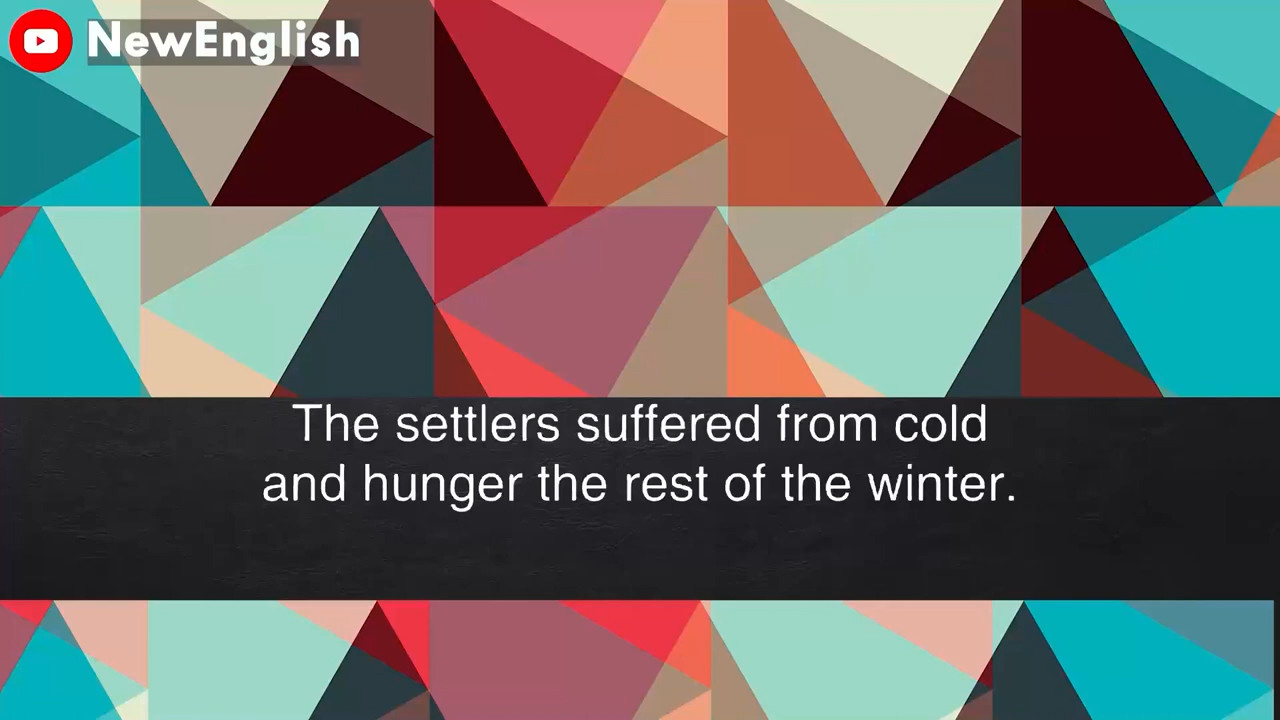 NewEnglish
The settlers suffered from cold
and hunger the rest of the winter.